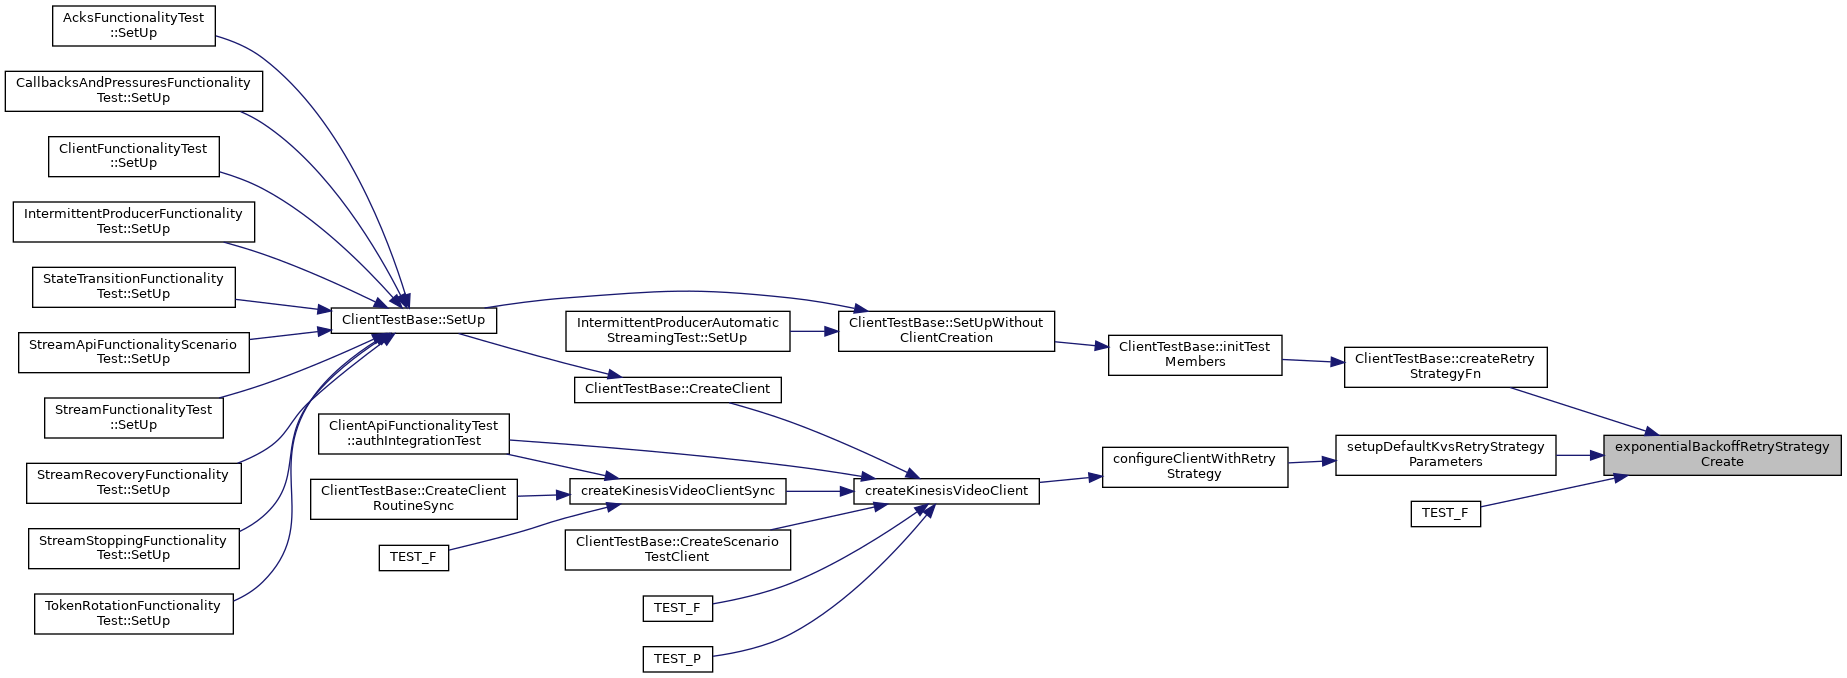 AcksFunctionalityTest
::SetUp
CallbacksAndPressuresFunctionality
Test::SetUp
ClientFunctionalityTest
::SetUp
IntermittentProducerFunctionality
Test::SetUp
StateTransitionFunctionality
Test::SetUp
StreamApiFunctionalityScenario
Test::SetUp
StreamFunctionalityTest
::SetUp
StreamRecoveryFunctionality
Test::SetUp
StreamStoppingFunctionality
Test::SetUp
TokenRotationFunctionality
Test::SetUp
ClientTestBase::SetUp
ClientApiFunctionalityTest
::authIntegrationTest
ClientTestBase::CreateClient
RoutineSync
TEST_F
IntermittentProducerAutomatic
StreamingTest::SetUp
ClientTestBase::CreateClient
createKinesisVideoClientSync
ClientTestBase::CreateScenario
TestClient
TEST_F
TEST_P
ClientTestBase::SetUpWithout
ClientCreation
createKinesisVideoClient
ClientTestBase::initTest
Members
configureClientWithRetry
Strategy
ClientTestBase::createRetry
StrategyFn
setupDefaultKvsRetryStrategy
Parameters
TEST_F
exponentialBackoffRetryStrategy
Create